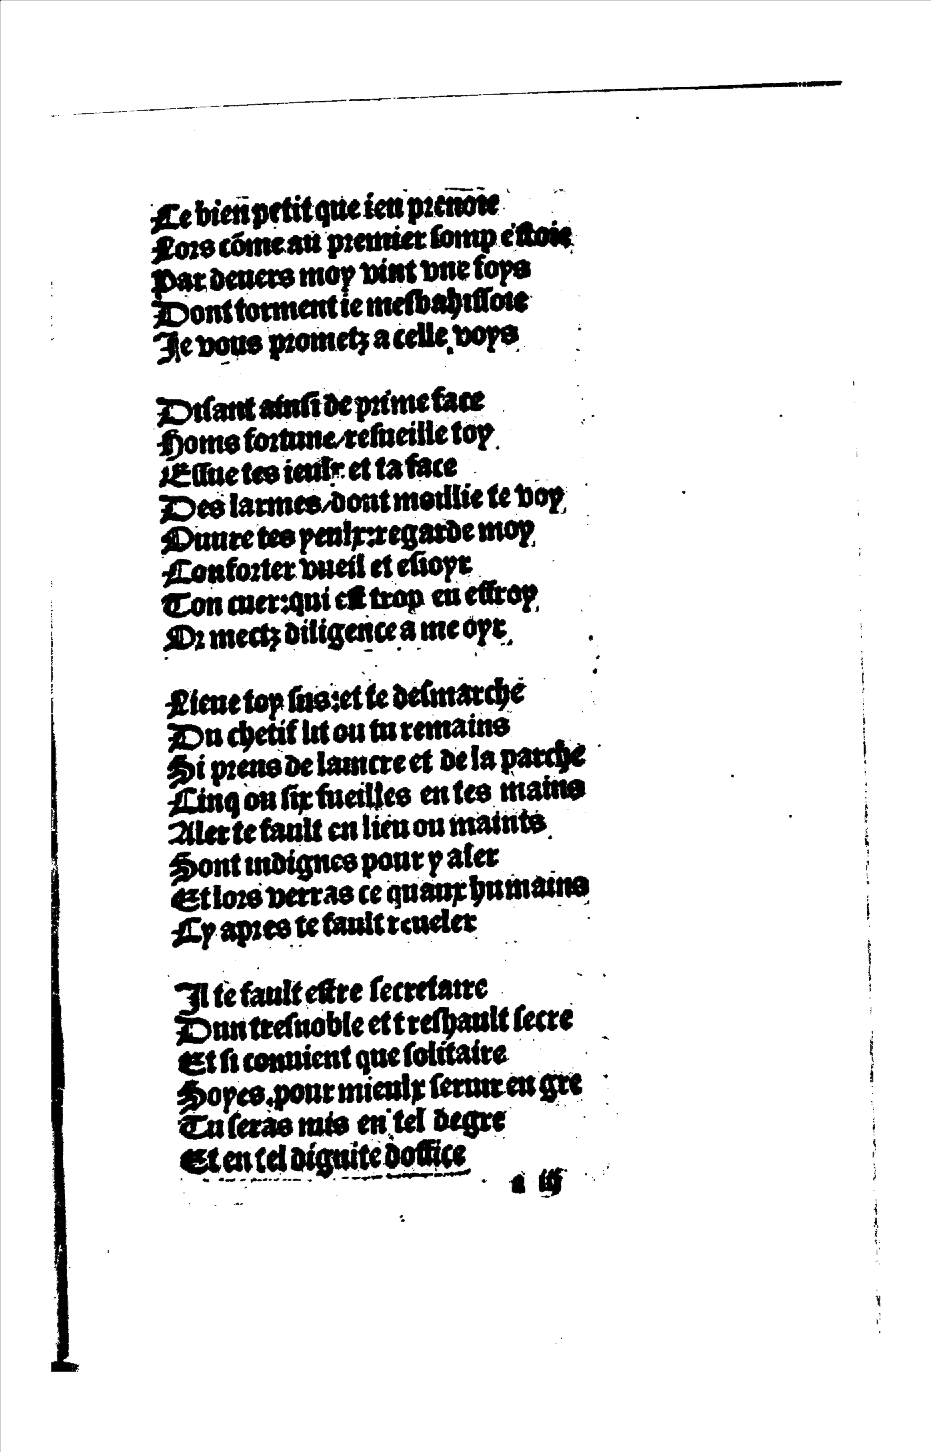 Ce bien petit que ien prenoie
Lors cõme au premier somp estoie
Par deuers moy vint vne foys
Dont torment ie mesbahissoie
Je vous prometz a celle voys
Disant ainsi de prime face
Homs fortune/resueille toy
Essue tes ieulx et ta face
Des larmes/dont moillie te voy
Ouure tes yeulx:regarde moy
Conforter vueil et esioyr
Ton cuer:qui est trop en effroy
Or mectz diligence a me oyr
Lieue toy sus:et te desmarche
Du chetif lit ou tu remains
Si prens de lamcre et de la parche
Cinq ou six fueilles en tes mains
Aler te fault en lieu ou maints
Sont indignes pour y aler
Et lors verras ce quaux humains
Cy apres te fault reueler
Il te fault estre secretaire
Dun tresnoble et treshault secre
Et si conuient que solitaire
Soyes.pour mieulx seruir en gre
Tu seras mis en tel degre
Et en tel dignite doffice
a iij